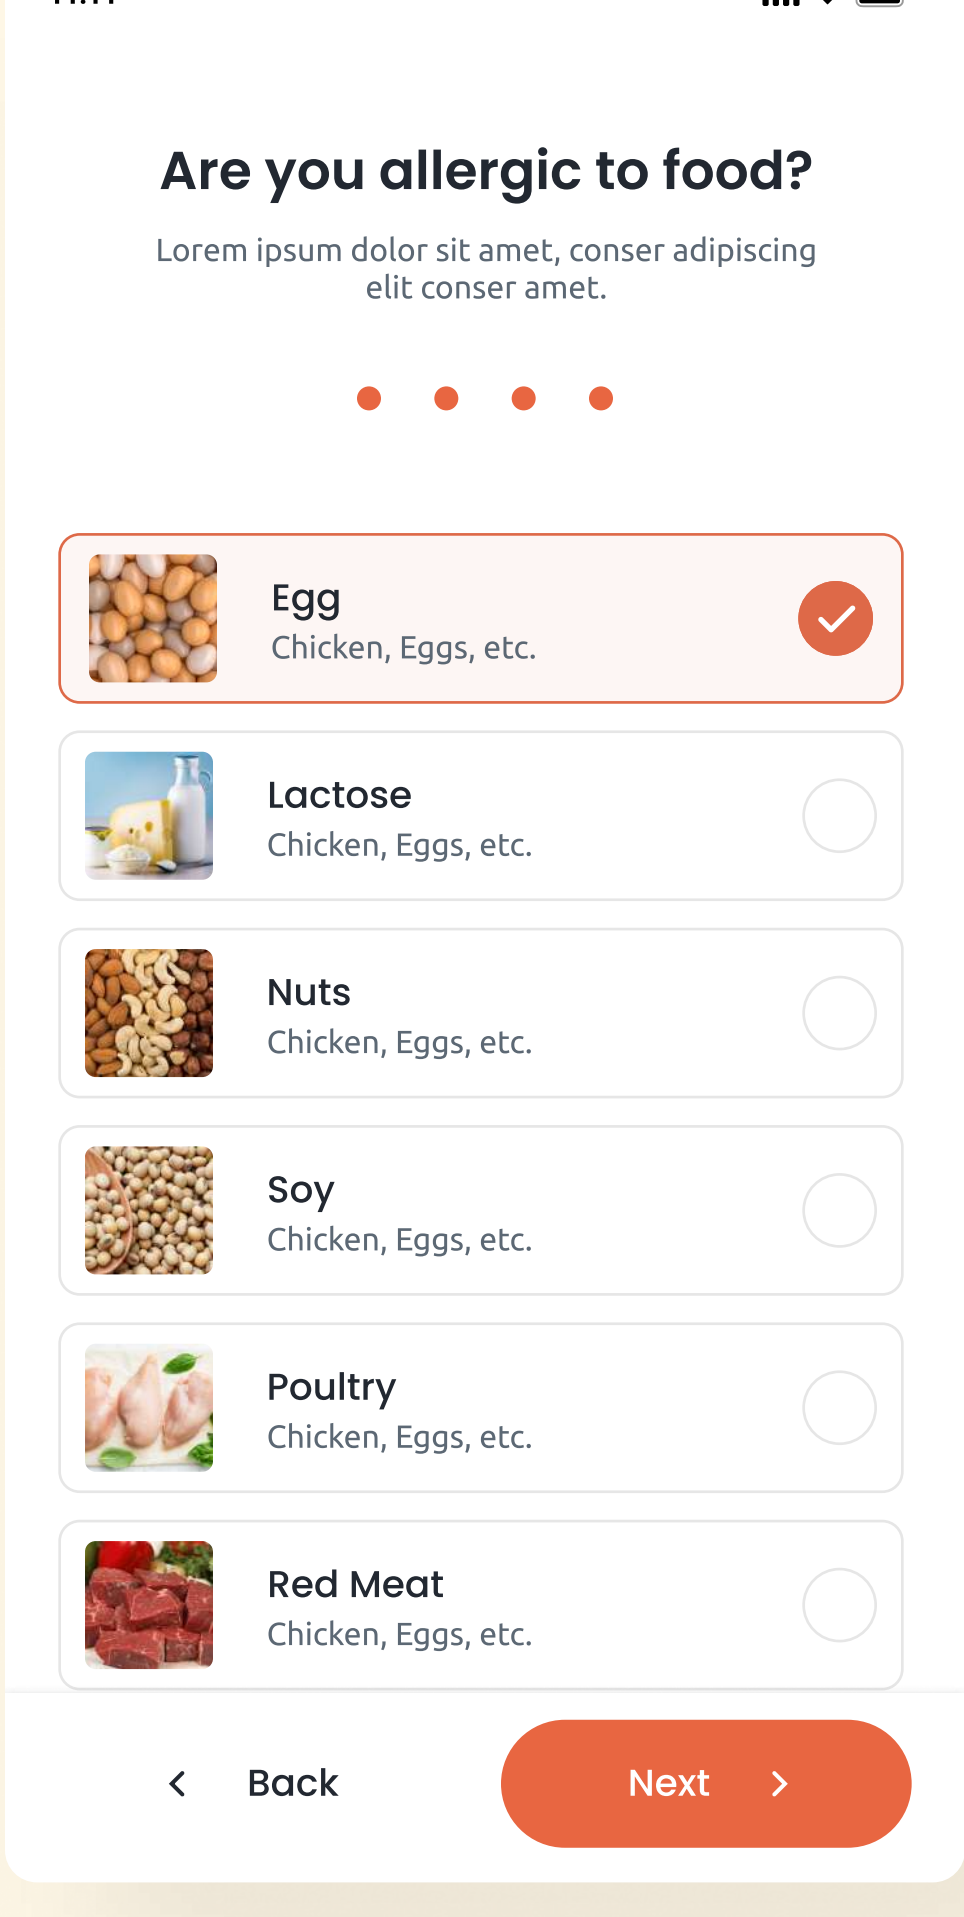 Are you allergic to food?
Lorem ipsum dolor sit amet, conser adipiscing
elit conser amet.
Egg
Chicken, Eggs, etc.
Lactose
Chicken, Eggs, etc.
Nuts
Chicken, Eggs, etc.
Soy
Chicken, Eggs, etc.
Poultry
Chicken, Eggs, etc.
Red Meat
Chicken, Eggs, etc.
Back
Next